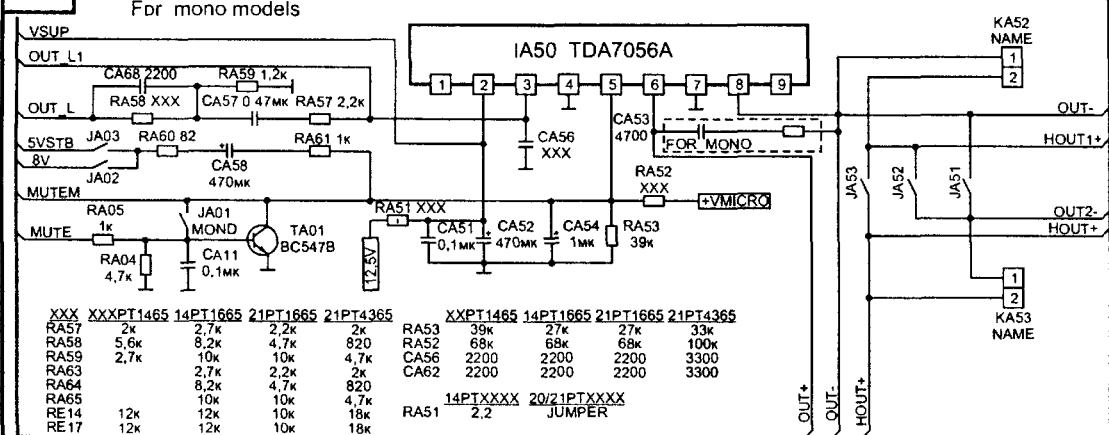 For mono models
VSUP
OUT_L1
OUT_L
5VSTB
8V
MUTEM
MUTE
CA68 2200
RA59 1,2к
RA58 XXX
CA57 0 47мк
RA57 2,2к
JA03
RA60 82
RA61 1к
JA02
CA58
470мк
RA05
1к
JA01
MOND
TA01
BC547B
RA04
4,7к
CA11
0,1мк
IA50 TDA7056A
1 2 3 4 5 6 7 8 9
CA56
XXX
CA53
4700
FOR MONO
RA52
XXX
+VMICRO
RA51 XXX
12,5V
CA51
0,1мк
CA52
470мк
CA54
1мк
RA53
39к
KA52
NAME
1
2
OUT-
HOUT1+
JA53
JA52
JA51
OUT2-
HOUT+
1
2
KA53
NAME
OUT+
OUT-
HOUT+
XXX XXXPT1465 14PT1665 21PT1665 21PT4365
RA57 2к 2,7к 2,2к 2к
RA58 5,6к 8,2к 4,7к 820
RA59 2,7к 10к 10к 4,7к
RA63 2,7к 2,2к 2к
RA64 8,2к 4,7к 820
RA65 10к 10к 4,7к
RE14 12к 12к 10к 18к
RE17 12к 12к 10к 18к
XXPT1465 14PT1665 21PT1665 21PT4365
RA53 39к 27к 27к 33к
RA52 68к 68к 68к 100к
CA56 2200 2200 2200 3300
CA62 2200 2200 2200 3300
14PTXXXX 20/21PTXXXX
RA51 2,2 JUMPER